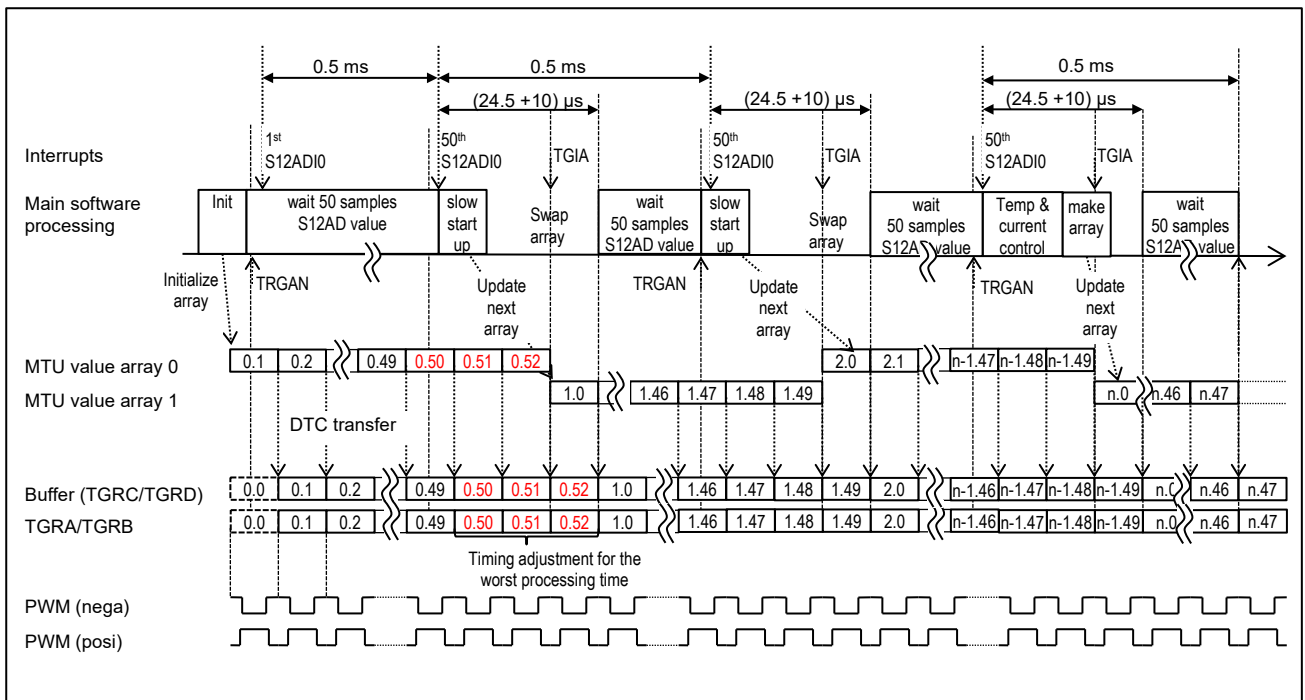 0.5 ms
0.5 ms
0.5 ms
(24.5 +10) µs
(24.5 +10) µs
(24.5 +10) µs
Interrupts
1st
S12ADI0
50th
S12ADI0
TGIA
50th
S12ADI0
TGIA
50th
S12ADI0
TGIA
Main software
processing
Init
wait 50 samples
S12AD value
slow
start
up
Swap
array
wait
50 samples
S12AD value
slow
start
up
Swap
array
wait
50 samples
S12AD value
Temp &
current
control
make
array
wait
50 samples
S12AD value
Initialize
array
TRGAN
Update
next
array
TRGAN
Update
next
array
TRGAN
Update
next
array
MTU value array 0
0.1 0.2 0.49 0.50 0.51 0.52 2.0 2.1 n-1.47 n-1.48 n-1.49
MTU value array 1
1.0 1.46 1.47 1.48 1.49 n.0 n.46 n.47
DTC transfer
Buffer (TGRC/TGRD)
0.0 0.1 0.2 0.49 0.50 0.51 0.52 1.0 1.46 1.47 1.48 1.49 2.0 n-1.46 n-1.47 n-1.48 n-1.49 n.0 n.46 n.47
TGRA/TGRB
0.0 0.1 0.2 0.49 0.50 0.51 0.52 1.0 1.46 1.47 1.48 1.49 2.0 n-1.46 n-1.47 n-1.48 n-1.49 n.0 n.46 n.47
Timing adjustment for the
worst processing time
PWM (nega)
PWM (posi)